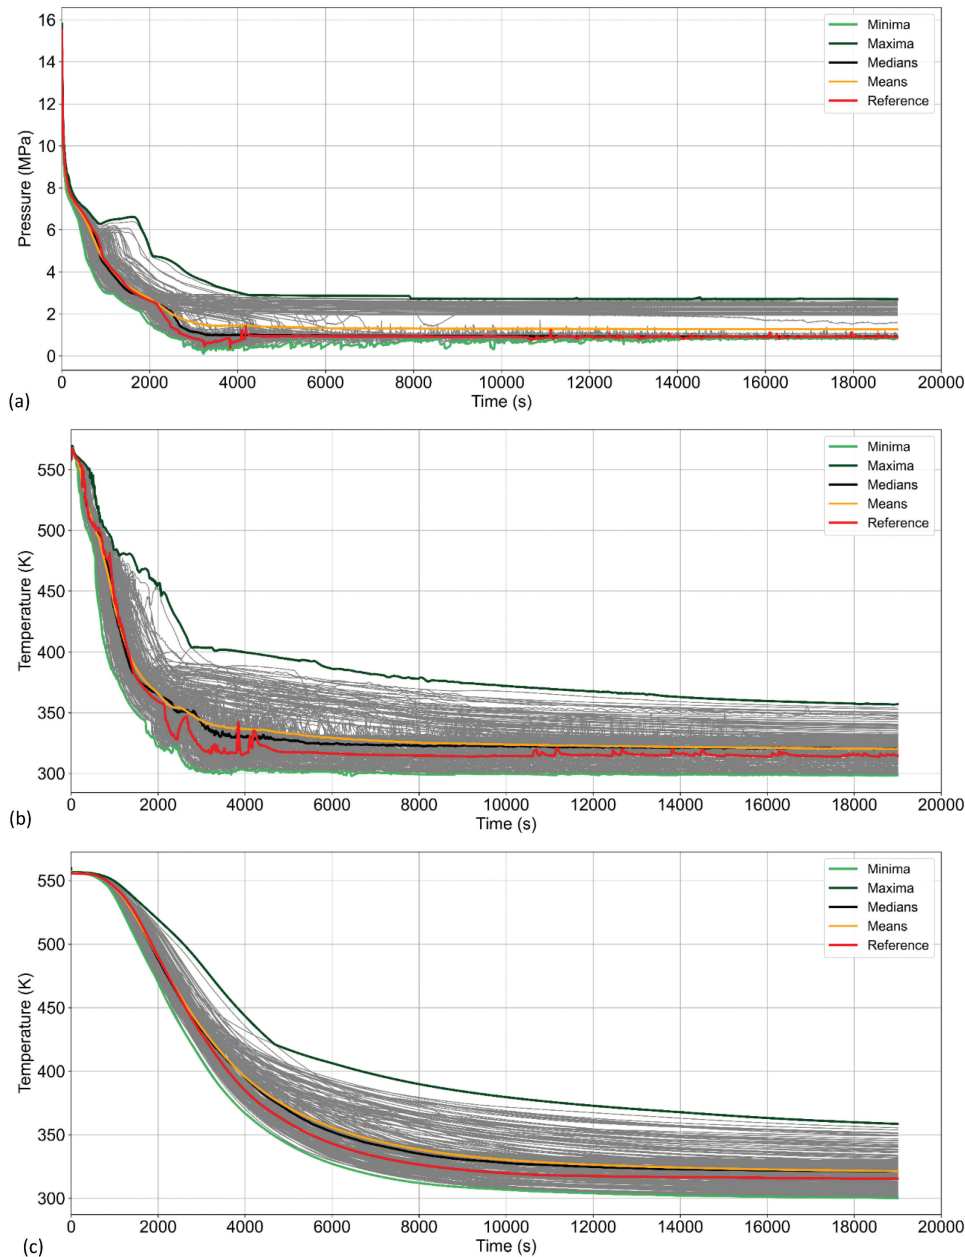 16
14
12
10
8
6
4
2
0
Pressure (MPa)
Minima
Maxima
Medians
Means
Reference
0 2000 4000 6000 8000 10000 12000 14000 16000 18000 20000
Time (s)
(a)
550
500
450
400
350
300
Temperature (K)
Minima
Maxima
Medians
Means
Reference
0 2000 4000 6000 8000 10000 12000 14000 16000 18000 20000
Time (s)
(b)
550
500
450
400
350
300
Temperature (K)
Minima
Maxima
Medians
Means
Reference
0 2000 4000 6000 8000 10000 12000 14000 16000 18000 20000
Time (s)
(c)